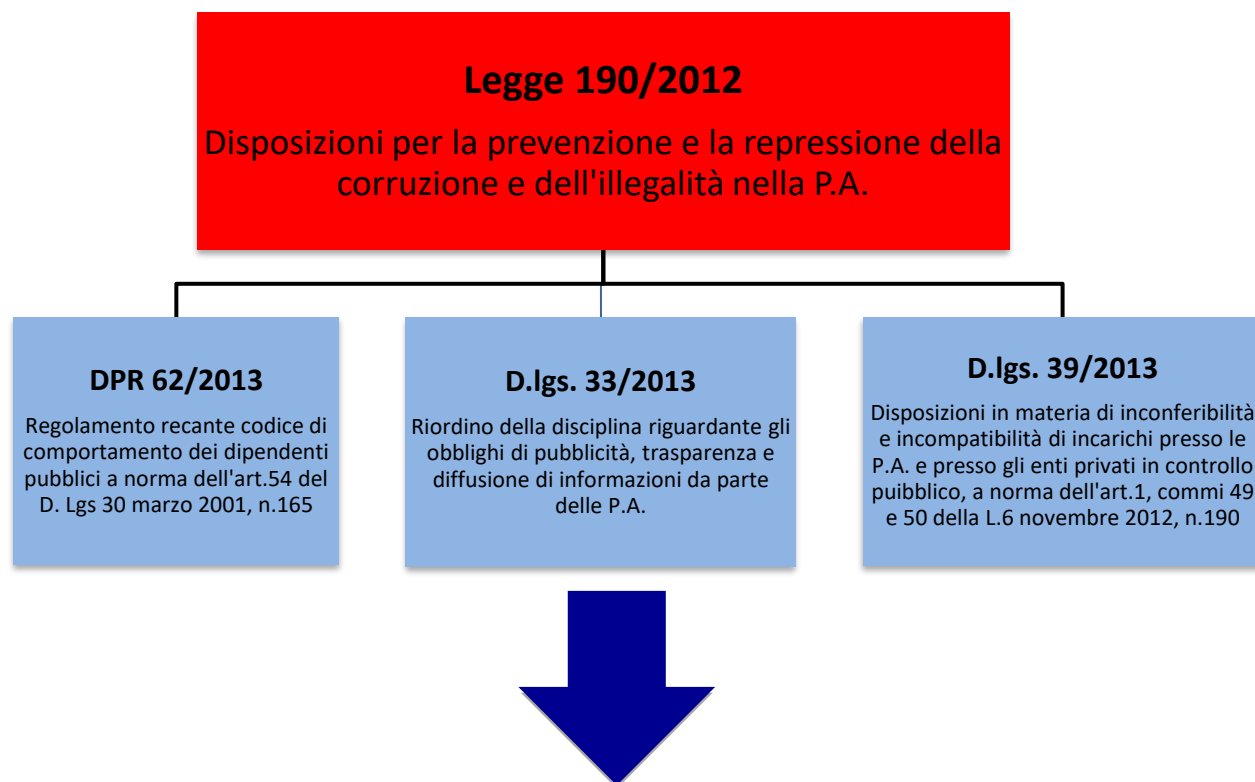 Legge 190/2012
Disposizioni per la prevenzione e la repressione della
corruzione e dell'illegalità nella P.A.
DPR 62/2013
Regolamento recante codice di
comportamento dei dipendenti
pubblici a norma dell'art.54 del
D. Lgs 30 marzo 2001, n.165
D.lgs. 33/2013
Riordino della disciplina riguardante gli
obblighi di pubblicità, trasparenza e
diffusione di informazioni da parte
delle P.A.
D.lgs. 39/2013
Disposizioni in materia di inconferibilità
e incompatibilità di incarichi presso le
P.A. e presso gli enti privati in controllo
puibblico, a norma dell'art.1, commi 49
e 50 della L.6 novembre 2012, n.190